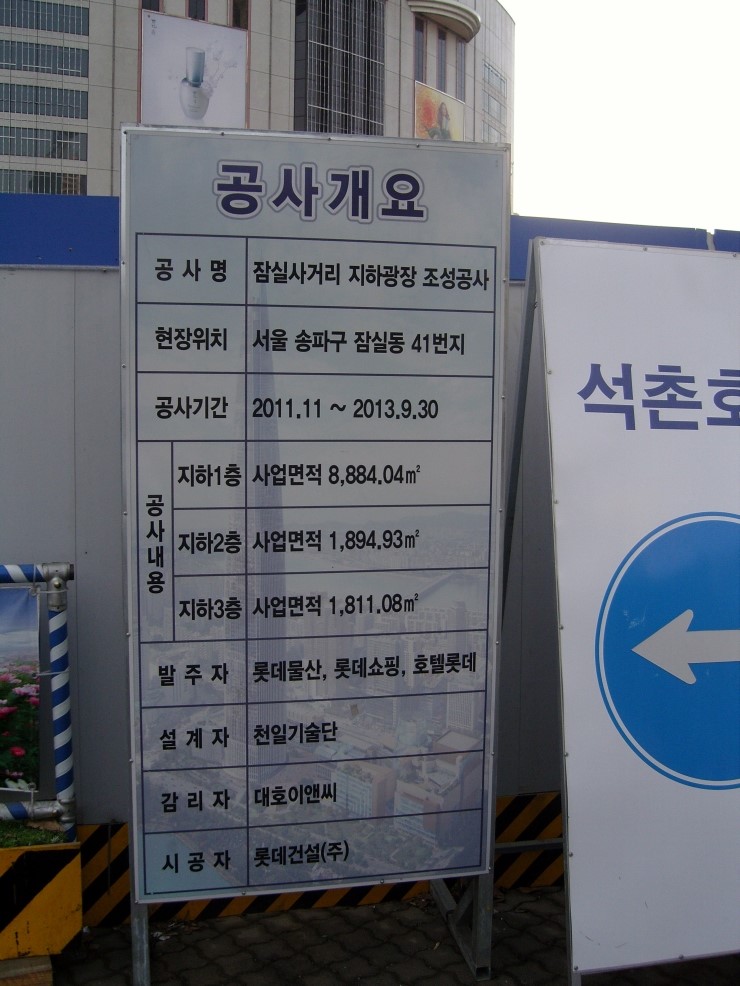 공사개요
공사명 잠실사거리 지하광장 조성공사
현장위치 서울 송파구 잠실동 41번지
공사기간 2011.11 ~ 2013.9.30
공사내용
지하1층 사업면적 8,884.04㎡
지하2층 사업면적 1,894.93㎡
지하3층 사업면적 1,811.08㎡
발주자 롯데물산, 롯데쇼핑, 호텔롯데
설계자 천일기술단
감리자 대호이앤씨
시공자 롯데건설(주)
석촌호